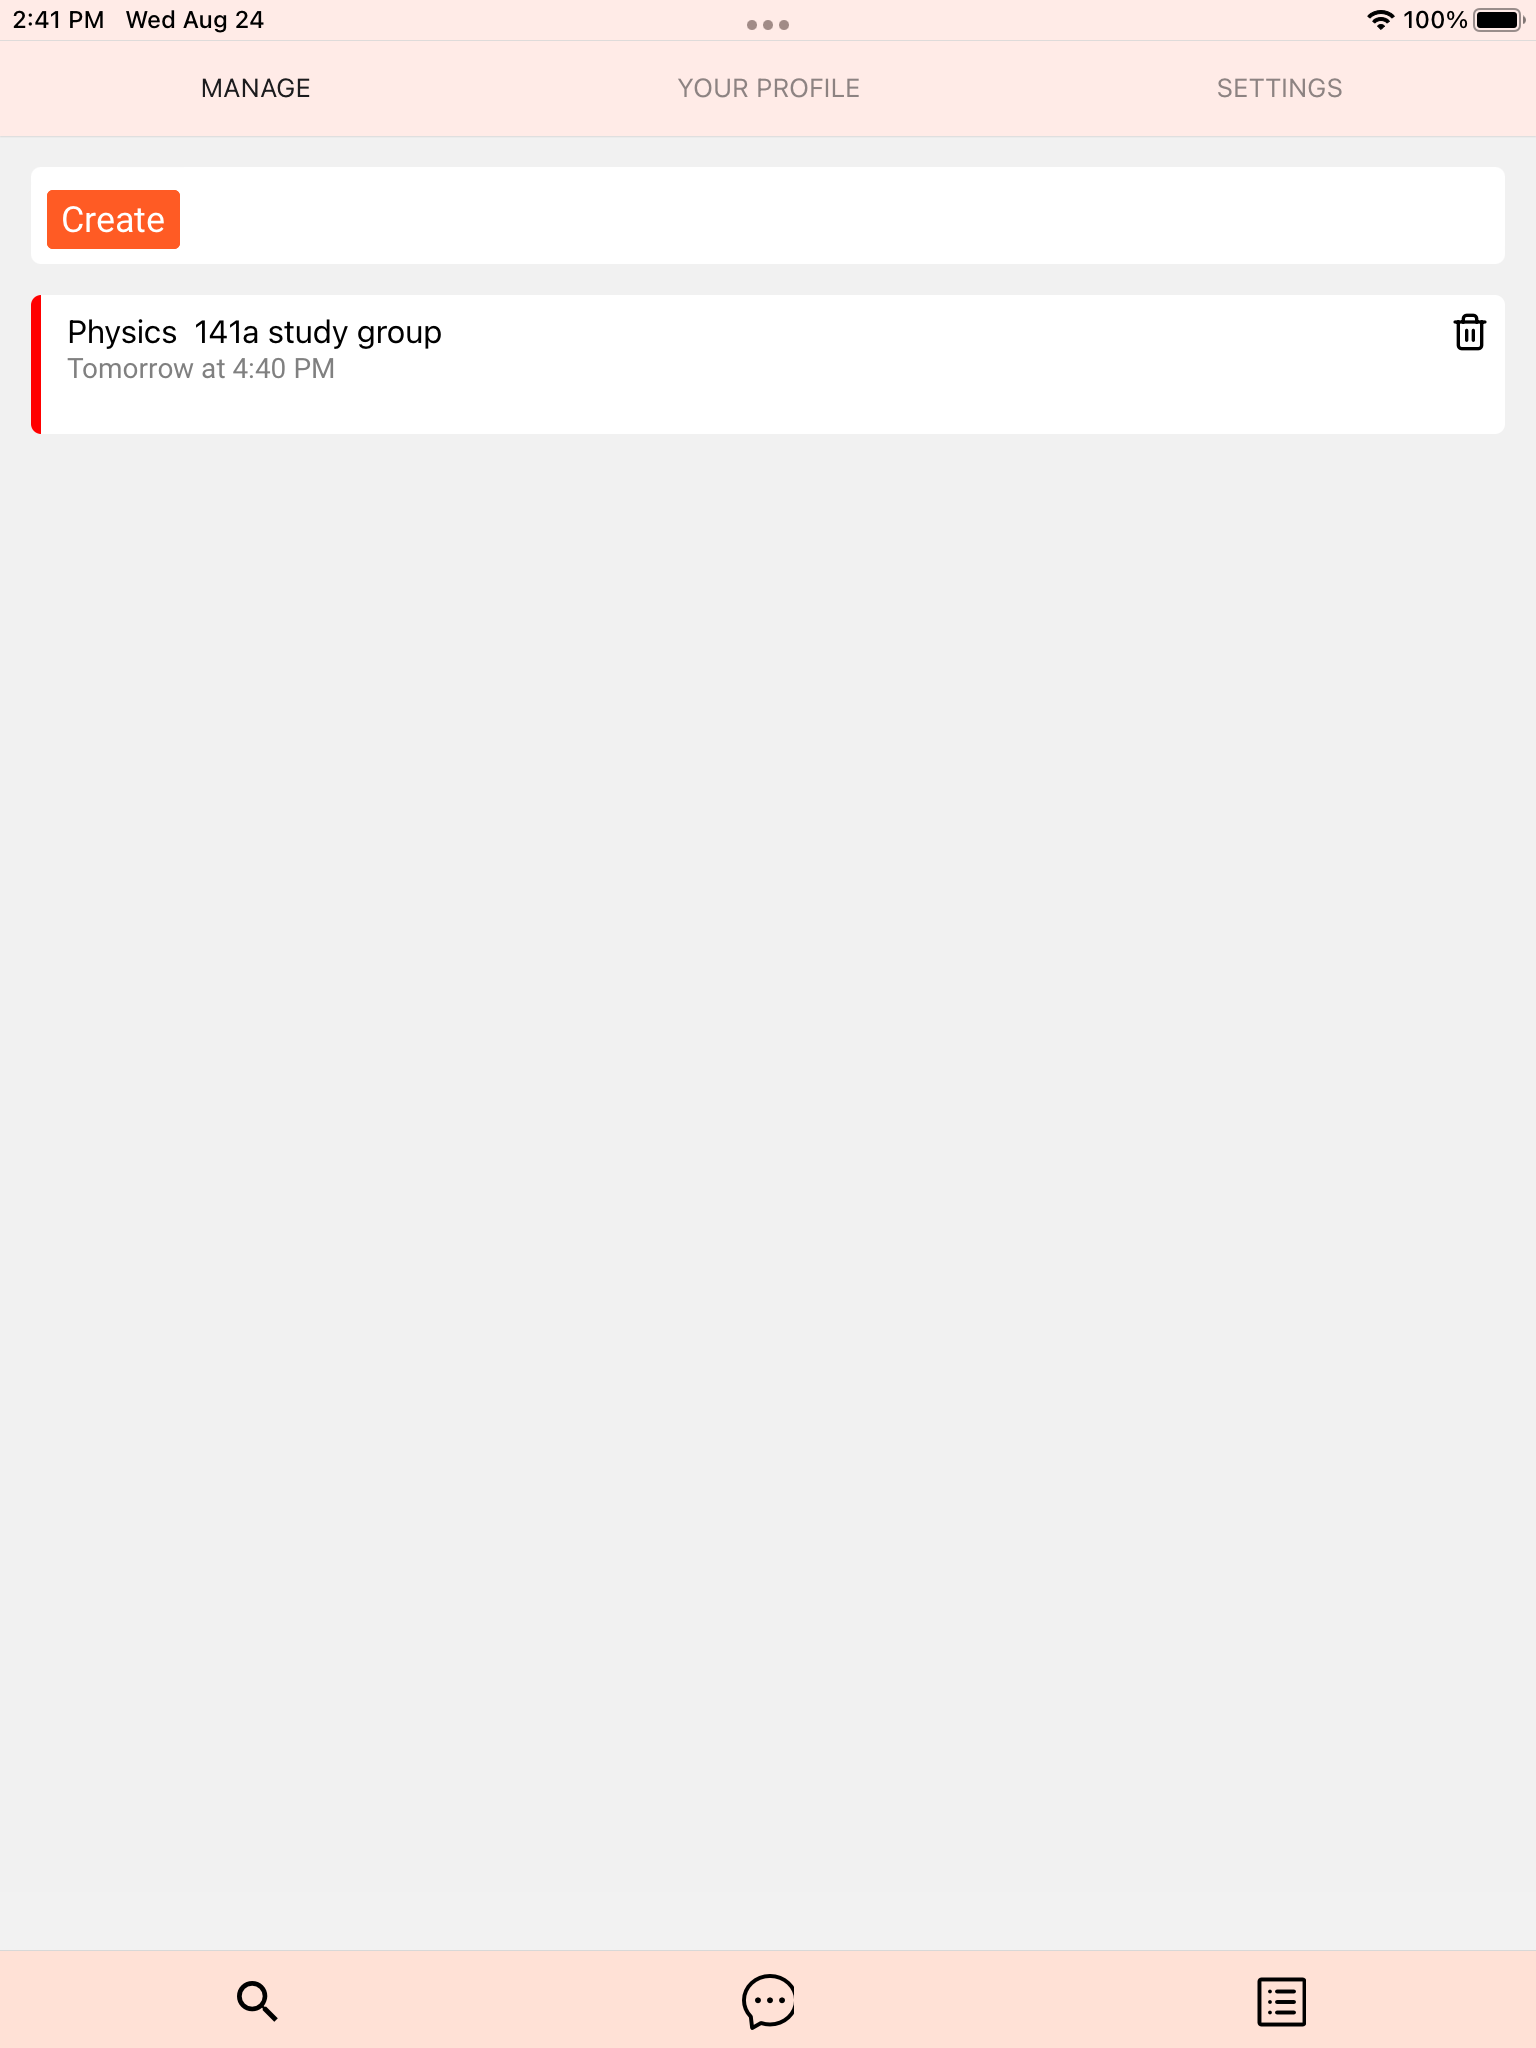 2:41 PM Wed Aug 24 100%
MANAGE YOUR PROFILE SETTINGS
Create
Physics  141a study group
Tomorrow at 4:40 PM